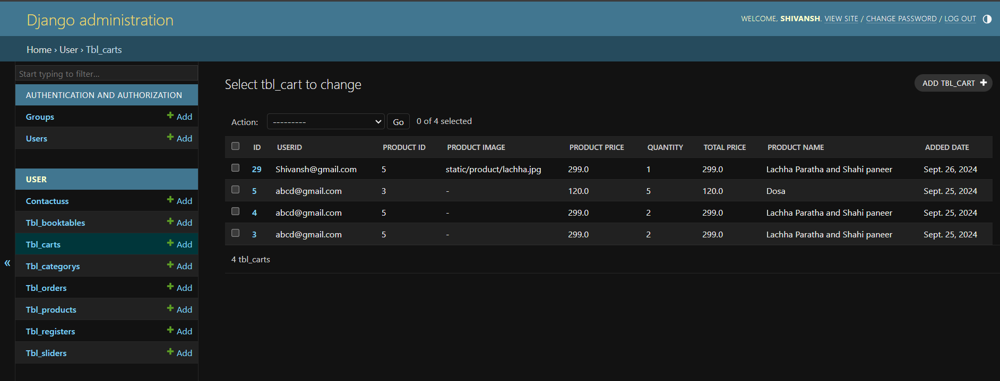 Django administration
WELCOME, SHIVANSH. VIEW SITE / CHANGE PASSWORD / LOG OUT
Home › User › Tbl_carts
Start typing to filter...
AUTHENTICATION AND AUTHORIZATION
Groups + Add
Users + Add
USER
Contactuss + Add
Tbl_booktables + Add
Tbl_carts + Add
Tbl_categorys + Add
Tbl_orders + Add
Tbl_products + Add
Tbl_registers + Add
Tbl_sliders + Add
«
Select tbl_cart to change
ADD TBL_CART +
Action: --------- Go 0 of 4 selected
ID USERID PRODUCT ID PRODUCT IMAGE PRODUCT PRICE QUANTITY TOTAL PRICE PRODUCT NAME ADDED DATE
29 Shivansh@gmail.com 5 static/product/lachha.jpg 299.0 1 299.0 Lachha Paratha and Shahi paneer Sept. 26, 2024
5 abcd@gmail.com 3 - 120.0 5 120.0 Dosa Sept. 25, 2024
4 abcd@gmail.com 5 - 299.0 2 299.0 Lachha Paratha and Shahi paneer Sept. 25, 2024
3 abcd@gmail.com 5 - 299.0 2 299.0 Lachha Paratha and Shahi paneer Sept. 25, 2024
4 tbl_carts